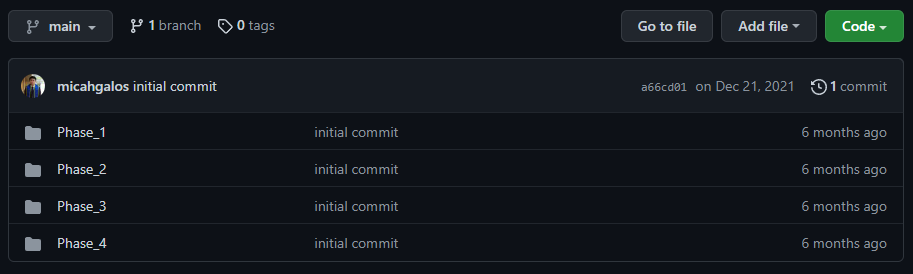 main 1 branch 0 tags Go to file Add file Code
micahgalos initial commit a66cd01 on Dec 21, 2021 1 commit
Phase_1 initial commit 6 months ago
Phase_2 initial commit 6 months ago
Phase_3 initial commit 6 months ago
Phase_4 initial commit 6 months ago